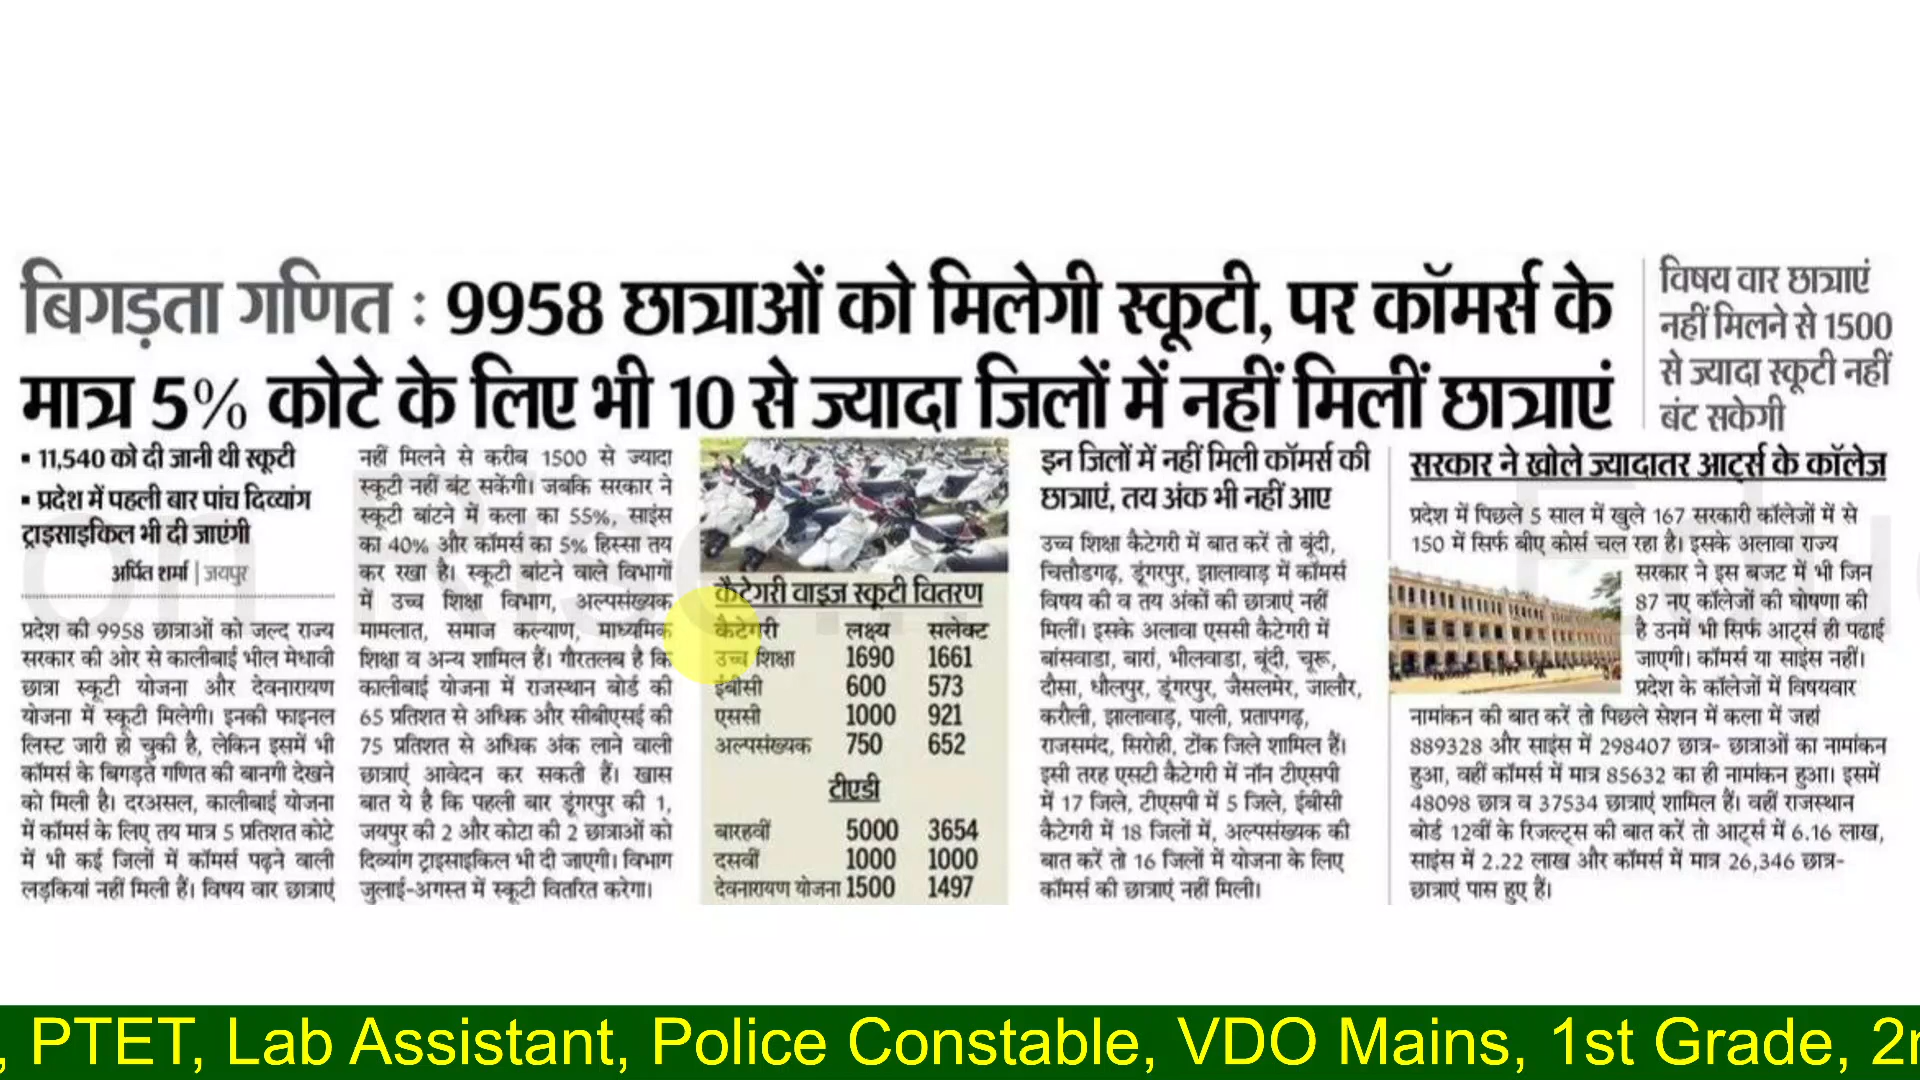 बिगड़ता गणित : 9958 छात्राओं को मिलेगी स्कूटी, पर कॉमर्स के
मात्र 5% कोटे के लिए भी 10 से ज्यादा जिलों में नहीं मिलीं छात्राएं
विषय वार छात्राएं
नहीं मिलने से 1500
से ज्यादा स्कूटी नहीं
बंट सकेगी
▪ 11,540 को दी जानी थी स्कूटी
▪ प्रदेश में पहली बार पांच दिव्यांग
ट्राइसाइकिल भी दी जाएंगी
अर्पित शर्मा | जयपुर
प्रदेश की 9958 छात्राओं को जल्द राज्य
सरकार की ओर से कालीबाई भील मेधावी
छात्रा स्कूटी योजना और देवनारायण
योजना में स्कूटी मिलेगी। इनकी फाइनल
लिस्ट जारी हो चुकी है, लेकिन इसमें भी
कॉमर्स के बिगड़ते गणित की बानगी देखने
को मिली है। दरअसल, कालीबाई योजना
में कॉमर्स के लिए तय मात्र 5 प्रतिशत कोटे
में भी कई जिलों में कॉमर्स पढ़ने वाली
लड़कियां नहीं मिली हैं। विषय वार छात्राएं
नहीं मिलने से करीब 1500 से ज्यादा
स्कूटी नहीं बंट सकेंगी। जबकि सरकार ने
स्कूटी बांटने में कला का 55%, साइंस
का 40% और कॉमर्स का 5% हिस्सा तय
कर रखा है। स्कूटी बांटने वाले विभागों
में उच्च शिक्षा विभाग, अल्पसंख्यक
मामलात, समाज कल्याण, माध्यमिक
शिक्षा व अन्य शामिल हैं। गौरतलब है कि
कालीबाई योजना में राजस्थान बोर्ड की
65 प्रतिशत से अधिक और सीबीएसई की
75 प्रतिशत से अधिक अंक लाने वाली
छात्राएं आवेदन कर सकती हैं। खास
बात ये है कि पहली बार डूंगरपुर की 1,
जयपुर की 2 और कोटा की 2 छात्राओं को
दिव्यांग ट्राइसाइकिल भी दी जाएगी। विभाग
जुलाई-अगस्त में स्कूटी वितरित करेगा।
कैटेगरी वाइज स्कूटी वितरण
कैटेगरी लक्ष्य सलेक्ट
उच्च शिक्षा 1690 1661
ईबीसी 600 573
एससी 1000 921
अल्पसंख्यक 750 652
टीएडी
बारहवीं 5000 3654
दसवीं 1000 1000
देवनारायण योजना 1500 1497
इन जिलों में नहीं मिली कॉमर्स की
छात्राएं, तय अंक भी नहीं आए
उच्च शिक्षा कैटेगरी में बात करें तो बूंदी,
चित्तौडगढ़, डूंगरपुर, झालावाड़ में कॉमर्स
विषय की व तय अंकों की छात्राएं नहीं
मिलीं। इसके अलावा एससी कैटेगरी में
बांसवाडा, बारां, भीलवाडा, बूंदी, चूरू,
दौसा, धौलपुर, डूंगरपुर, जैसलमेर, जालौर,
करौली, झालावाड़, पाली, प्रतापगढ़,
राजसमंद, सिरोही, टोंक जिले शामिल हैं।
इसी तरह एसटी कैटेगरी में नॉन टीएसपी
में 17 जिले, टीएसपी में 5 जिले, ईबीसी
कैटेगरी में 18 जिलों में, अल्पसंख्यक की
बात करें तो 16 जिलों में योजना के लिए
कॉमर्स की छात्राएं नहीं मिली।
सरकार ने खोले ज्यादातर आर्ट्स के कॉलेज
प्रदेश में पिछले 5 साल में खुले 167 सरकारी कॉलेजों में से
150 में सिर्फ बीए कोर्स चल रहा है। इसके अलावा राज्य
सरकार ने इस बजट में भी जिन
87 नए कॉलेजों की घोषणा की
है उनमें भी सिर्फ आर्ट्स ही पढाई
जाएगी। कॉमर्स या साइंस नहीं।
प्रदेश के कॉलेजों में विषयवार
नामांकन की बात करें तो पिछले सेशन में कला में जहां
889328 और साइंस में 298407 छात्र- छात्राओं का नामांकन
हुआ, वहीं कॉमर्स में मात्र 85632 का ही नामांकन हुआ। इसमें
48098 छात्र व 37534 छात्राएं शामिल हैं। वहीं राजस्थान
बोर्ड 12वीं के रिजल्ट्स की बात करें तो आर्ट्स में 6.16 लाख,
साइंस में 2.22 लाख और कॉमर्स में मात्र 26,346 छात्र-
छात्राएं पास हुए हैं।
, PTET, Lab Assistant, Police Constable, VDO Mains, 1st Grade,